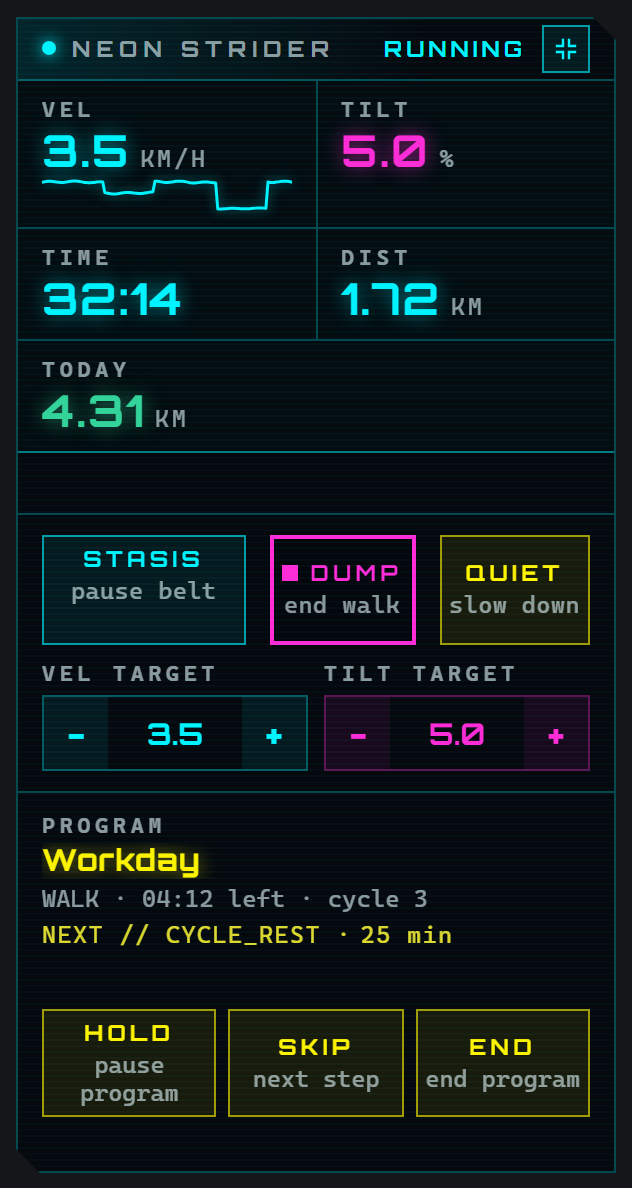 NEON STRIDER RUNNING
VEL
3.5 KM/H
TILT
5.0 %
TIME
32:14
DIST
1.72 KM
TODAY
4.31 KM
STASIS
pause belt
DUMP
end walk
QUIET
slow down
VEL TARGET
- 3.5 +
TILT TARGET
- 5.0 +
PROGRAM
Workday
WALK · 04:12 left · cycle 3
NEXT // CYCLE_REST · 25 min
HOLD
pause
program
SKIP
next step
END
end program